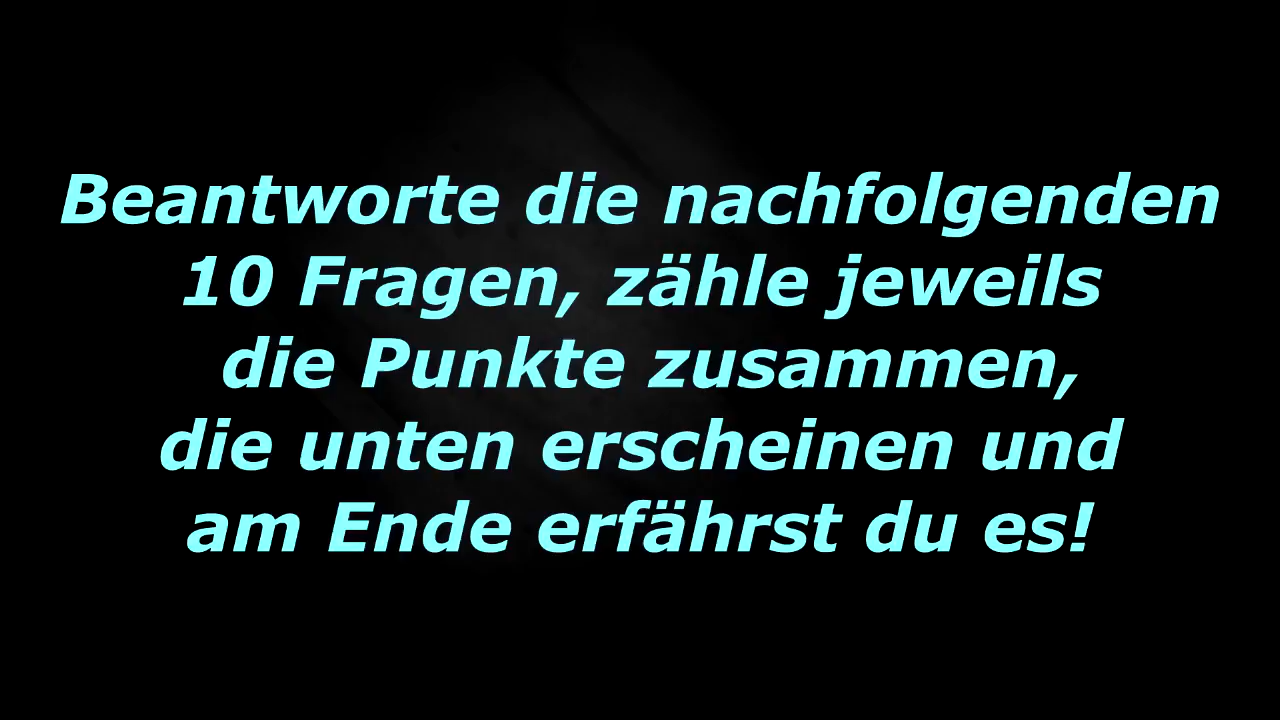 Beantworte die nachfolgenden
10 Fragen, zähle jeweils
die Punkte zusammen,
die unten erscheinen und
am Ende erfährst du es!